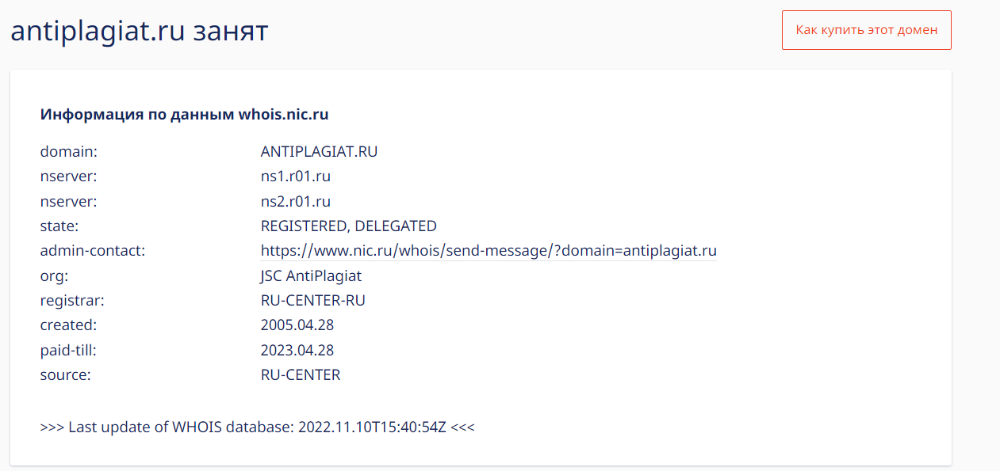 antiplagiat.ru занят
Как купить этот домен
Информация по данным whois.nic.ru
domain: ANTIPLAGIAT.RU
nserver: ns1.r01.ru
nserver: ns2.r01.ru
state: REGISTERED, DELEGATED
admin-contact: https://www.nic.ru/whois/send-message/?domain=antiplagiat.ru
org: JSC AntiPlagiat
registrar: RU-CENTER-RU
created: 2005.04.28
paid-till: 2023.04.28
source: RU-CENTER
>>> Last update of WHOIS database: 2022.11.10T15:40:54Z <<<